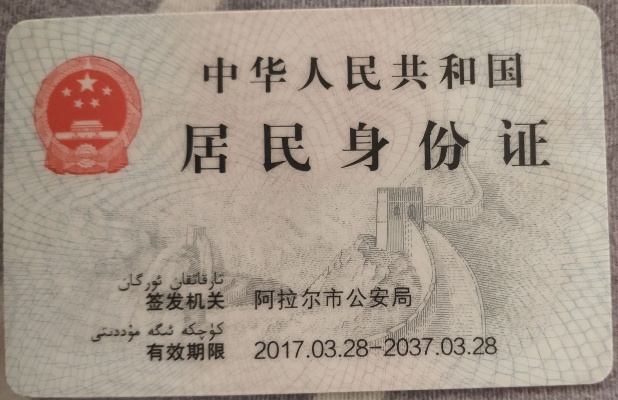 中华人民共和国
居民身份证
تارقاتقان ئورگان
签发机关 阿拉尔市公安局
كۈچكە ئىگە مۇددىتى
有效期限 2017.03.28-2037.03.28